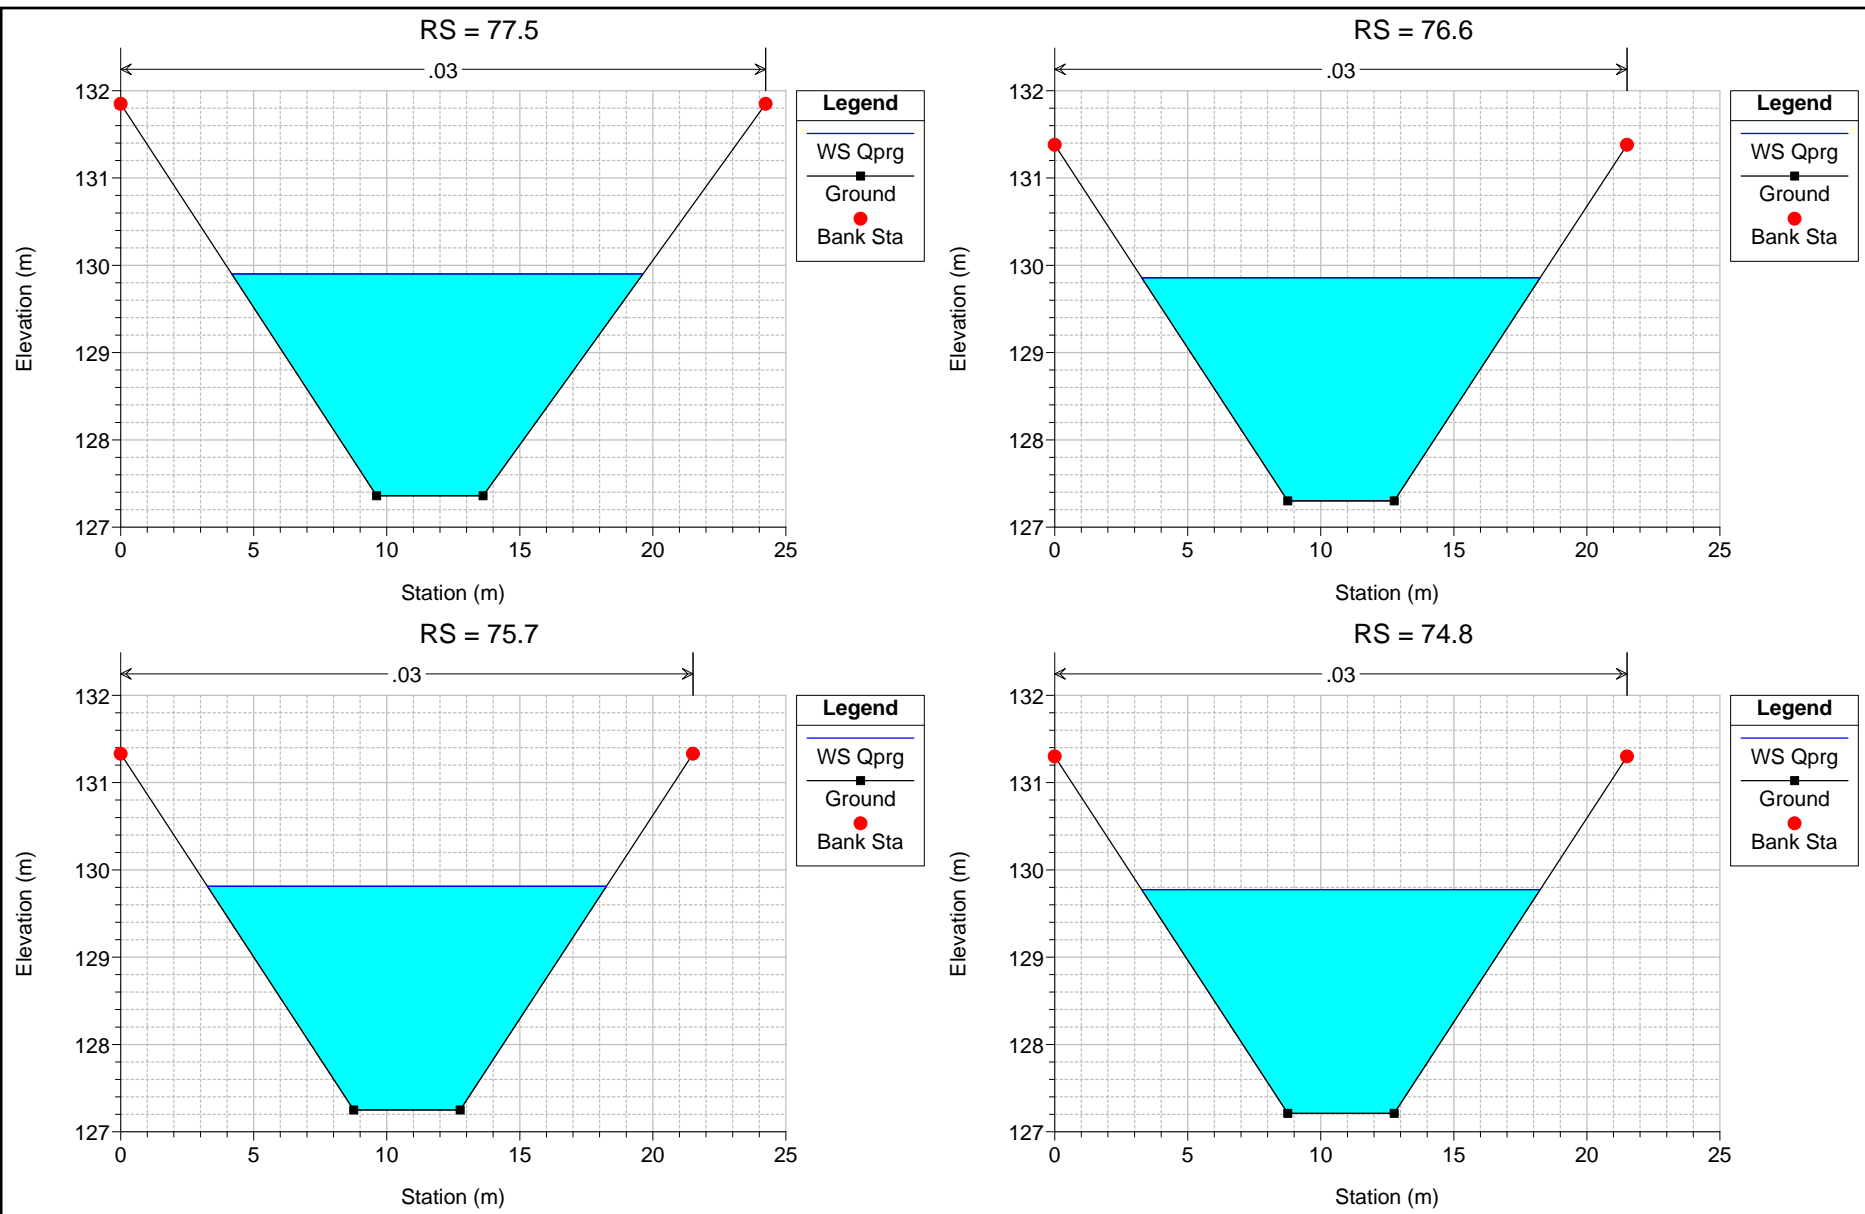 RS = 77.5
.03
132
131
130
129
128
127
0 5 10 15 20 25
Elevation (m)
Station (m)
Legend
WS Qprg
Ground
Bank Sta
RS = 76.6
.03
132
131
130
129
128
127
0 5 10 15 20 25
Elevation (m)
Station (m)
Legend
WS Qprg
Ground
Bank Sta
RS = 75.7
.03
132
131
130
129
128
127
0 5 10 15 20 25
Elevation (m)
Station (m)
Legend
WS Qprg
Ground
Bank Sta
RS = 74.8
.03
132
131
130
129
128
127
0 5 10 15 20 25
Elevation (m)
Station (m)
Legend
WS Qprg
Ground
Bank Sta